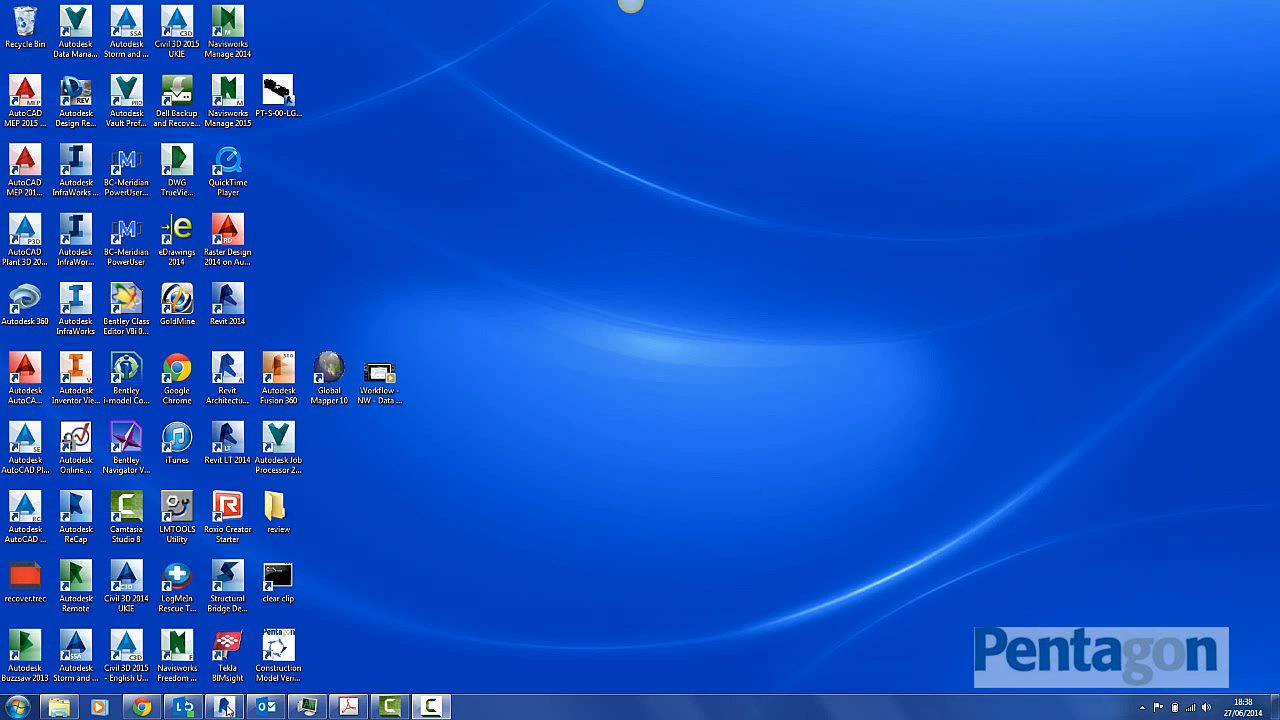 Recycle Bin
Autodesk
Data Mana...
Autodesk
Storm and ...
Civil 3D 2015
UKIE
Navisworks
Manage 2014
AutoCAD
MEP 2015 ...
Autodesk
Design Re...
Autodesk
Vault Prof...
Dell Backup
and Recove...
Navisworks
Manage 2015
PT-S-00-LG...
AutoCAD
MEP 201...
Autodesk
InfraWorks ...
BC-Meridian
PowerUser...
DWG
TrueVie...
QuickTime
Player
AutoCAD
Plant 3D 20...
Autodesk
InfraWor...
BC-Meridian
PowerUser
eDrawings
2014
Raster Design
2014 on Au...
Autodesk 360
Autodesk
InfraWorks
Bentley Class
Editor V8i 0...
GoldMine
Revit 2014
Autodesk
AutoCA...
Autodesk
Inventor Vie...
Bentley
i-model Co...
Google
Chrome
Revit
Architectu...
Autodesk
Fusion 360
Global
Mapper10
Workflow -
NW - Data ...
Autodesk
AutoCAD Pl...
Autodesk
Online ...
Bentley
Navigator V...
iTunes
Revit LT 2014
Autodesk Job
Processor 2...
Autodesk
AutoCAD ...
Autodesk
ReCap
Camtasia
Studio 8
LMTOOLS
Utility
Roxio Creator
Starter
review
recover.trec
Autodesk
Remote
Civil 3D 2014
UKIE
LogMeIn
Rescue T...
Structural
Bridge De...
clear clip
Autodesk
Buzzsaw 2013
Autodesk
Storm and ...
Civil 3D 2015
- English U...
Navisworks
Freedom ...
Tekla
BIMsight
Construction
Model Veri...
Pentagon
18:38
27/06/2014